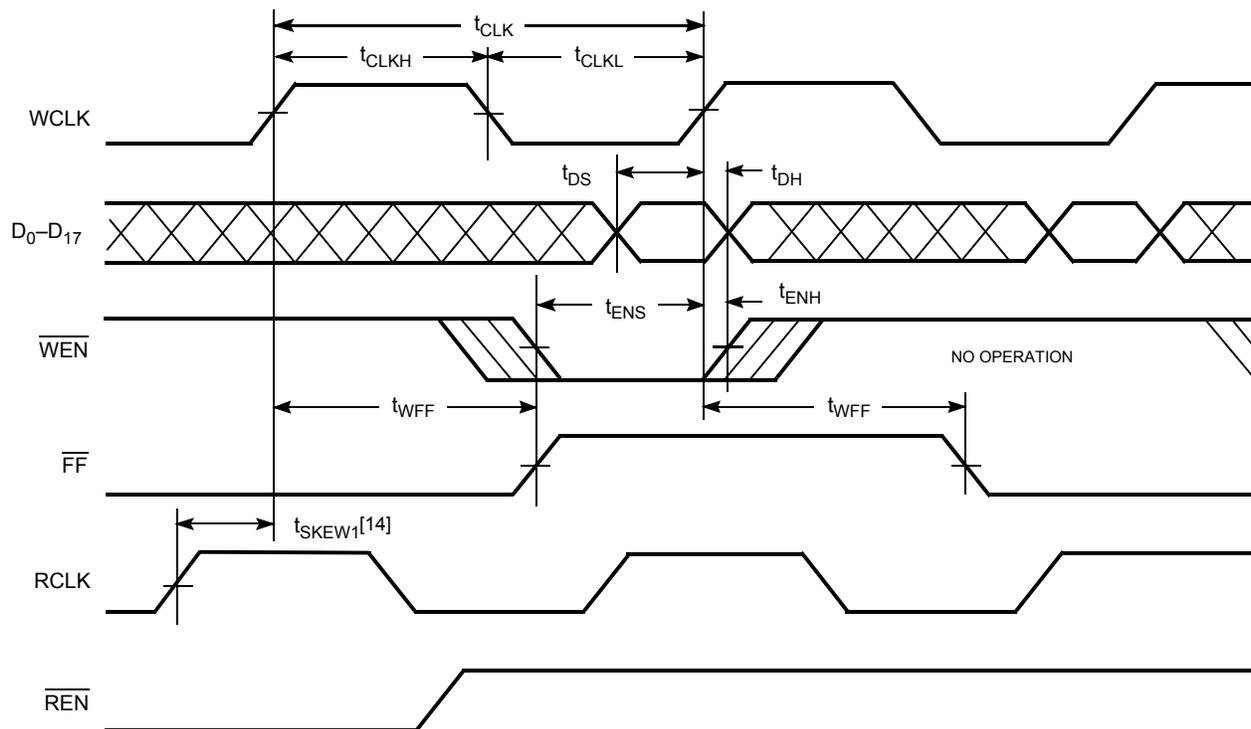 tCLK
tCLKH
tCLKL
WCLK
tDS
tDH
D0–D17
tENS
tENH
WEN
NO OPERATION
tWFF
tWFF
FF
tSKEW1[14]
RCLK
REN